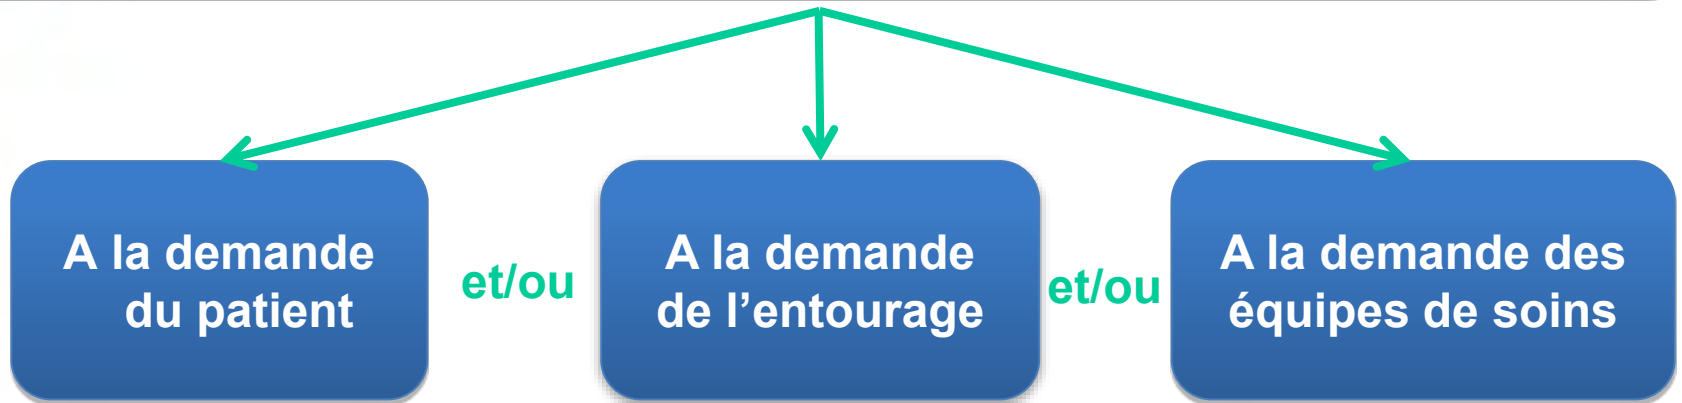 A la demande
du patient
et/ou
A la demande
de l’entourage
et/ou
A la demande des
équipes de soins